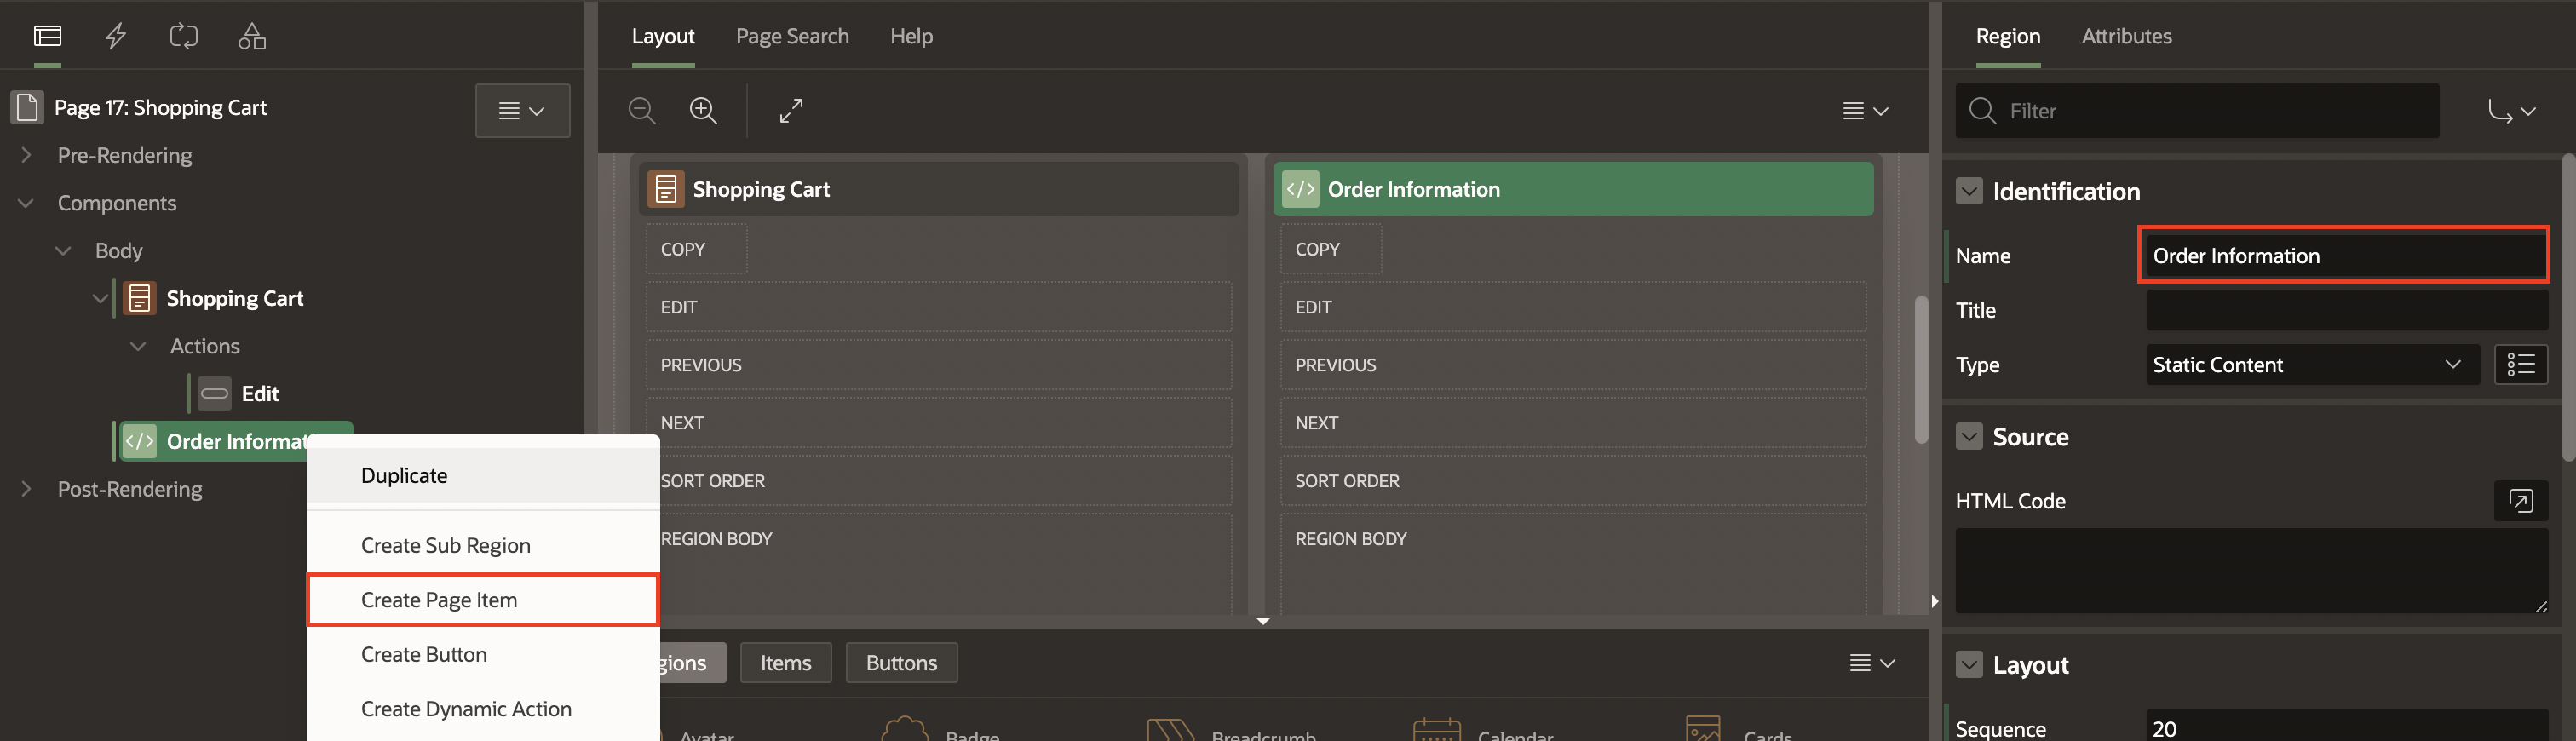 Page 17: Shopping Cart
Pre-Rendering
Components
Body
Shopping Cart
Actions
Edit
Order Informat
Post-Rendering
Duplicate
Create Sub Region
Create Page Item
Create Button
Create Dynamic Action
Layout Page Search Help
Shopping Cart
COPY
EDIT
PREVIOUS
NEXT
SORT ORDER
REGION BODY
Order Information
COPY
EDIT
PREVIOUS
NEXT
SORT ORDER
REGION BODY
gions Items Buttons
Avatar Badge Breadcrumb Calendar Cards
Region Attributes
Filter
Identification
Name Order Information
Title
Type Static Content
Source
HTML Code
Layout
Sequence 20